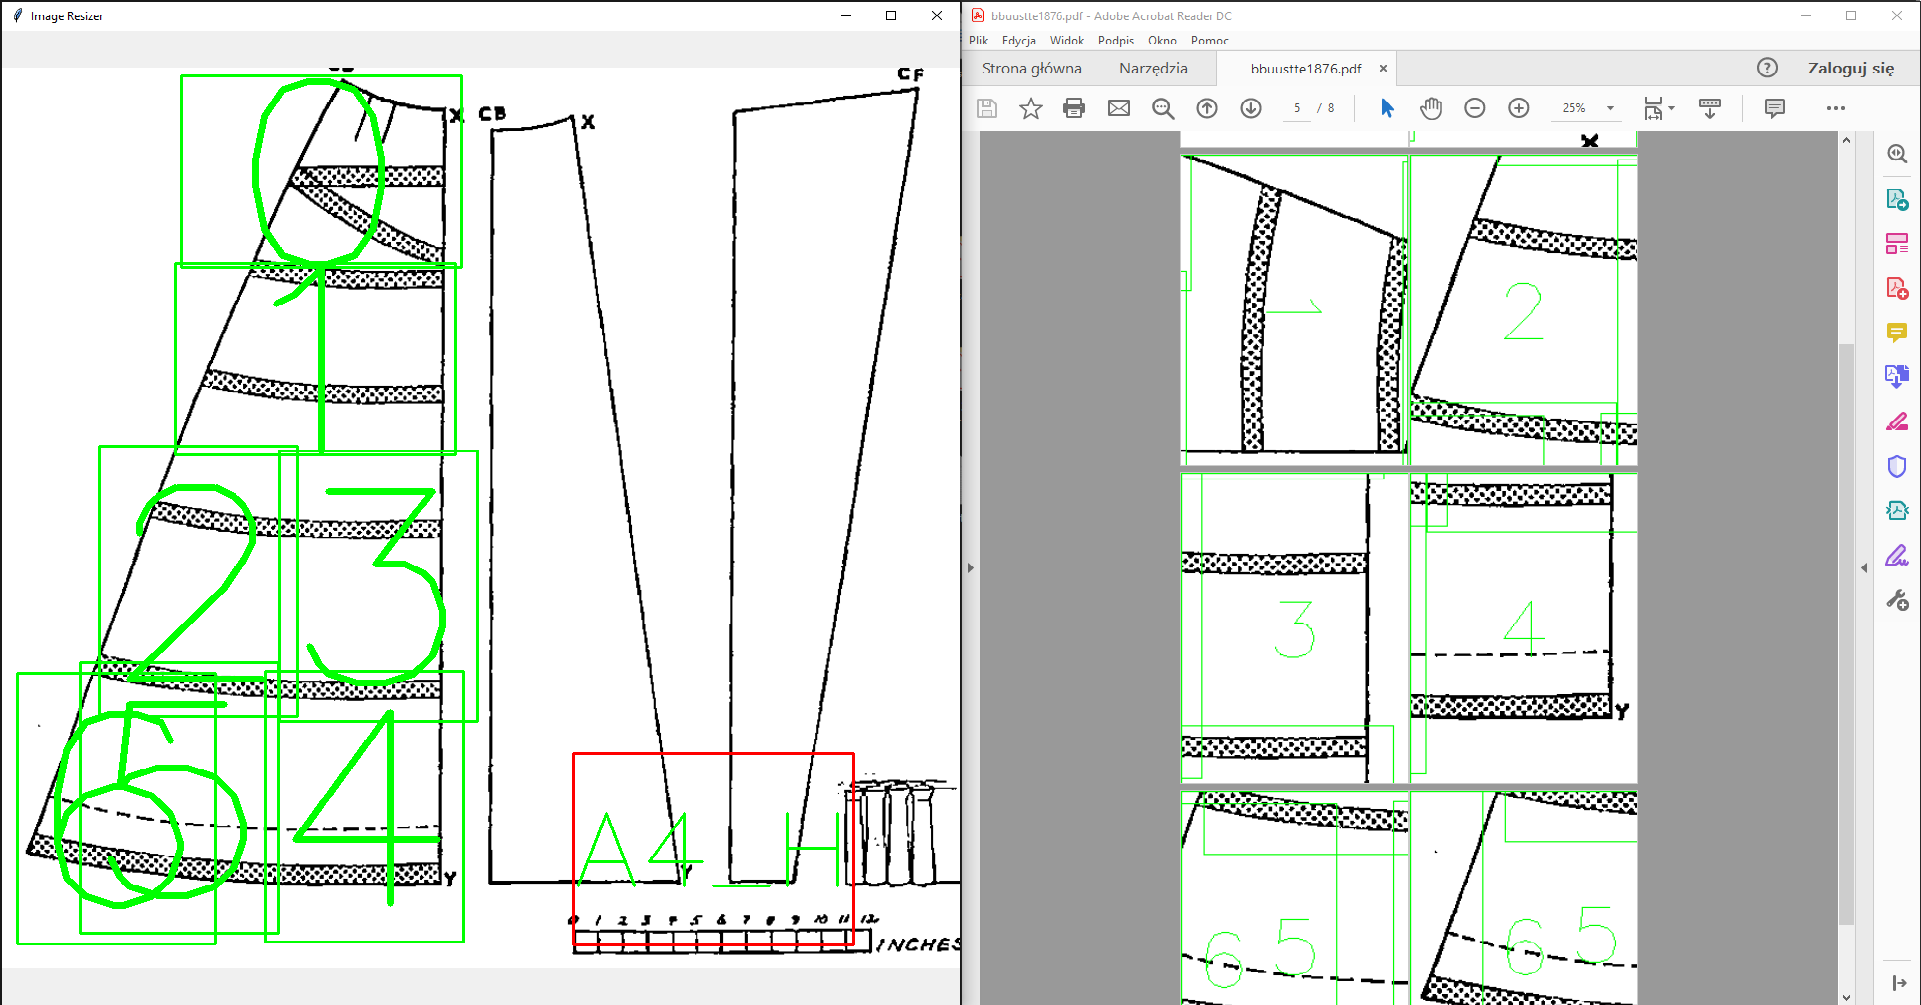 Image Resizer
CB X CB X CF
0
1
2 3
6 5 4
Y
A4_H
Y
0 1 2 3 4 5 6 7 8 9 10 11 12
INCHES
bbuustte1876.pdf - Adobe Acrobat Reader DC
Plik Edycja Widok Podpis Okno Pomoc
Strona główna Narzędzia bbuustte1876.pdf × Zaloguj się
5 / 8 25%
X
1 2
3 4
Y
6 5 6 5